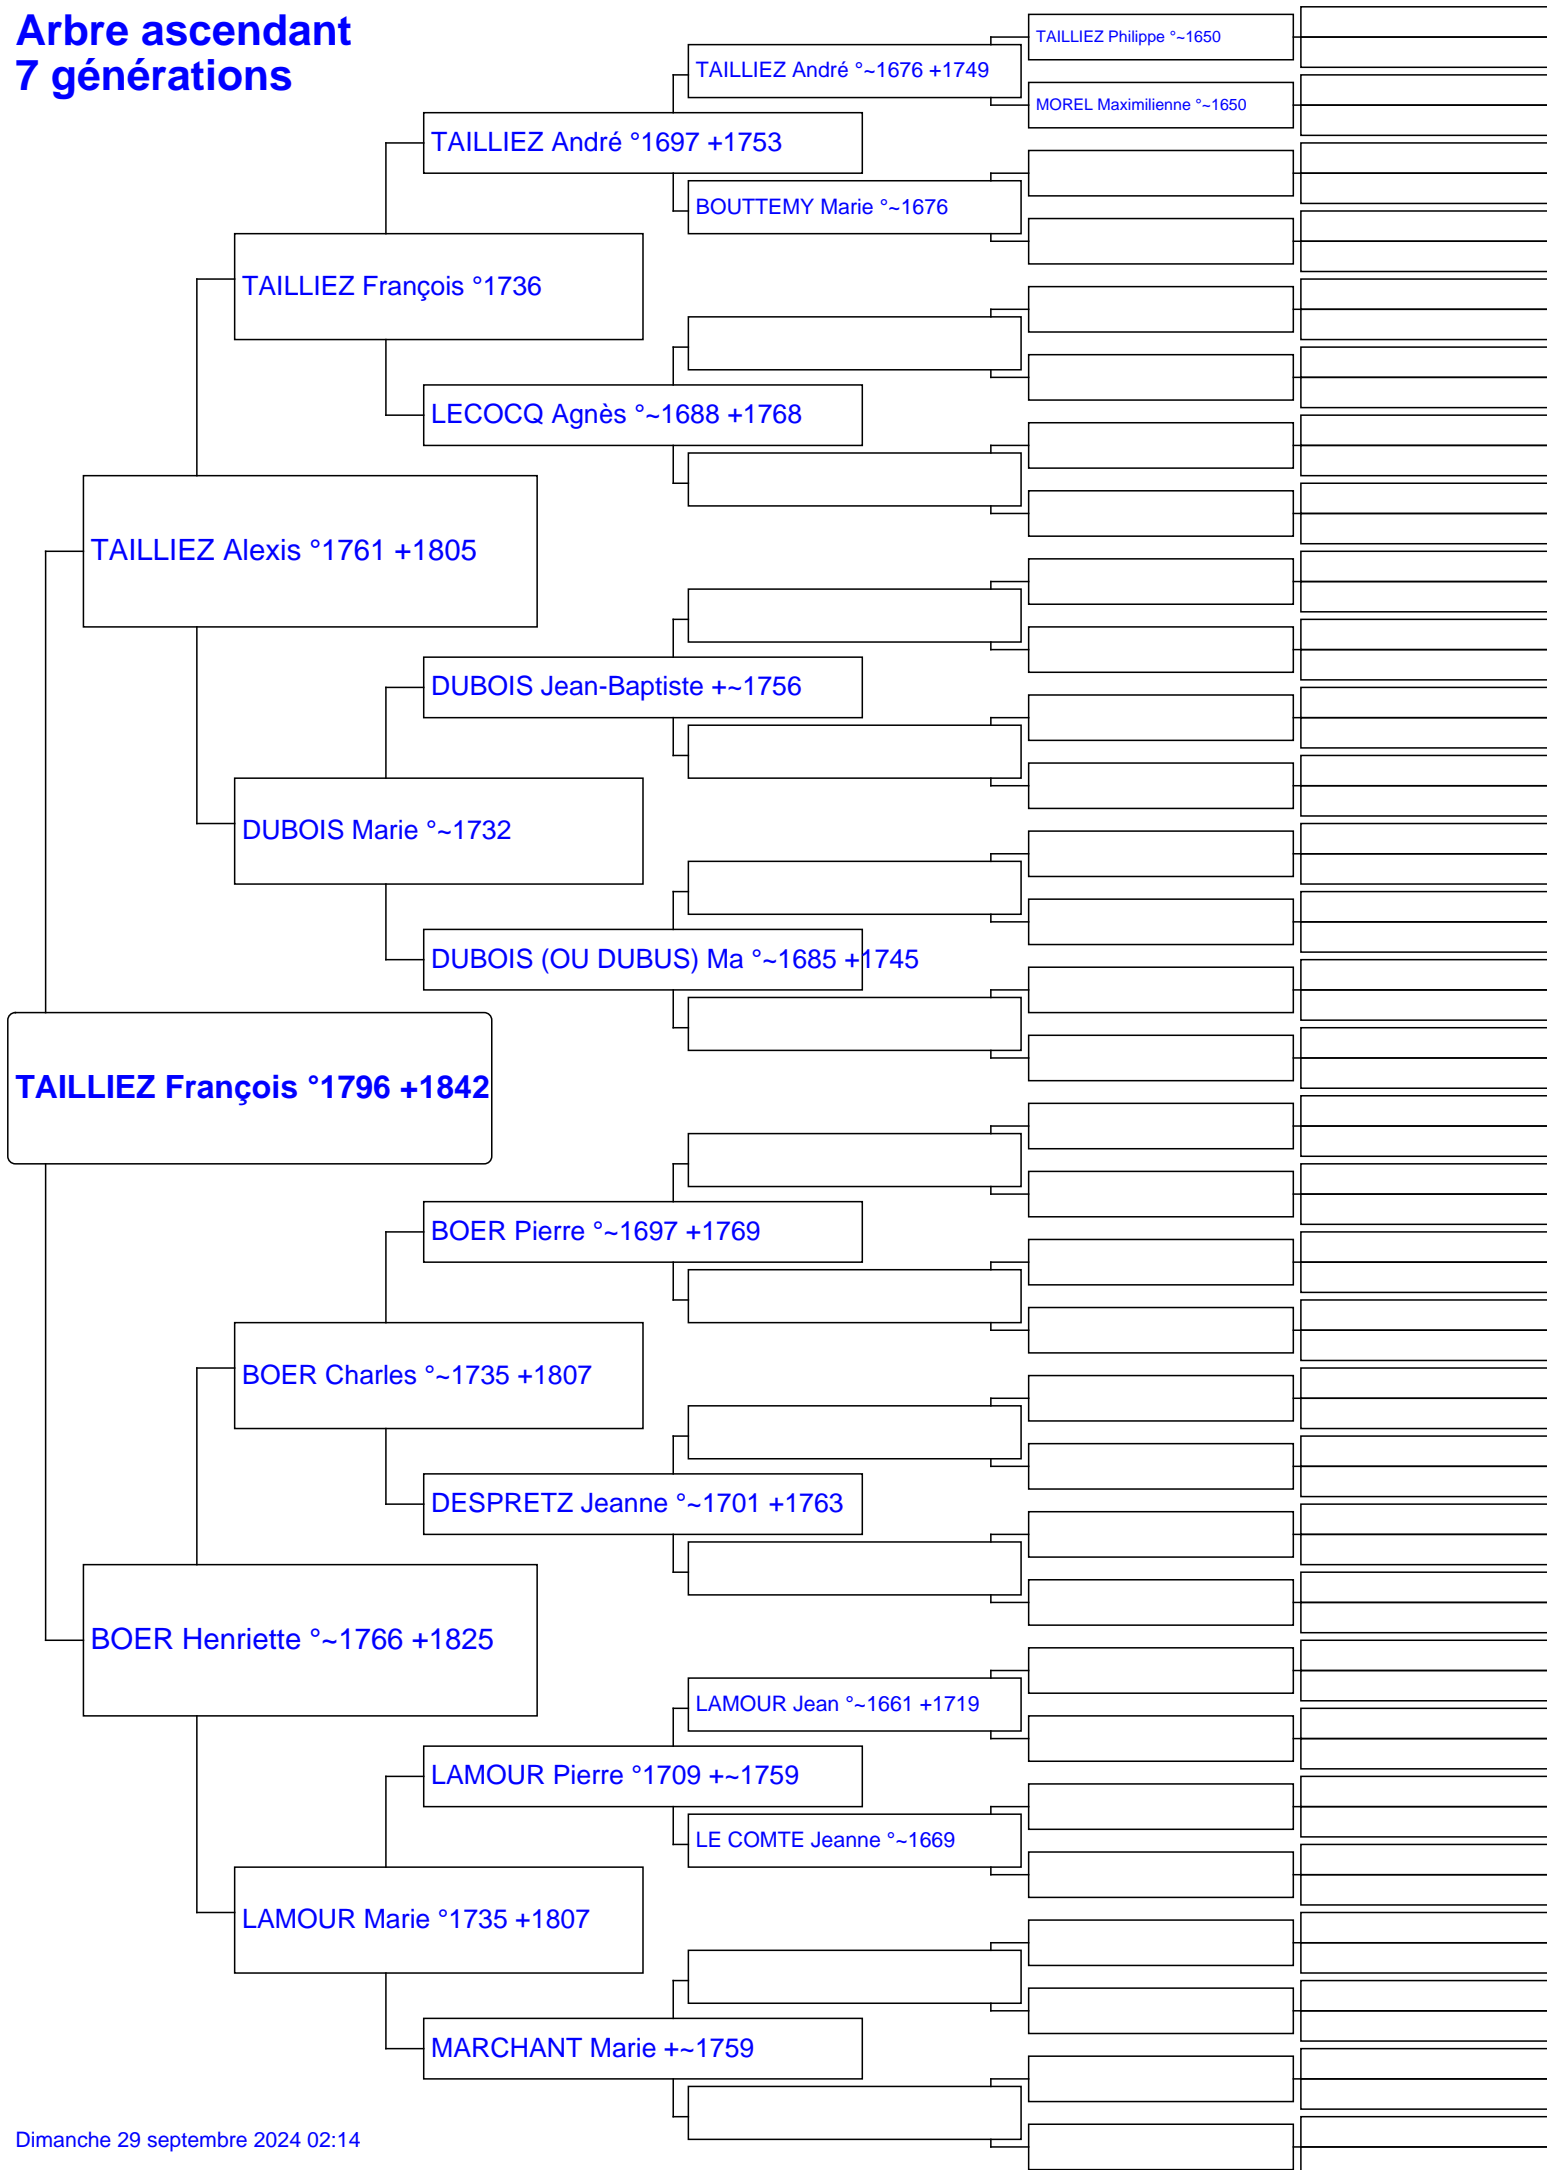 Arbre ascendant
7 générations
TAILLIEZ Philippe °~1650
TAILLIEZ André °~1676 +1749
MOREL Maximilienne °~1650
TAILLIEZ André °1697 +1753
BOUTTEMY Marie °~1676
TAILLIEZ François °1736
LECOCQ Agnès °~1688 +1768
TAILLIEZ Alexis °1761 +1805
DUBOIS Jean-Baptiste +~1756
DUBOIS Marie °~1732
DUBOIS (OU DUBUS) Ma °~1685 +1745
TAILLIEZ François °1796 +1842
BOER Pierre °~1697 +1769
BOER Charles °~1735 +1807
DESPRETZ Jeanne °~1701 +1763
BOER Henriette °~1766 +1825
LAMOUR Jean °~1661 +1719
LAMOUR Pierre °1709 +~1759
LE COMTE Jeanne °~1669
LAMOUR Marie °1735 +1807
MARCHANT Marie +~1759
Dimanche 29 septembre 2024 02:14